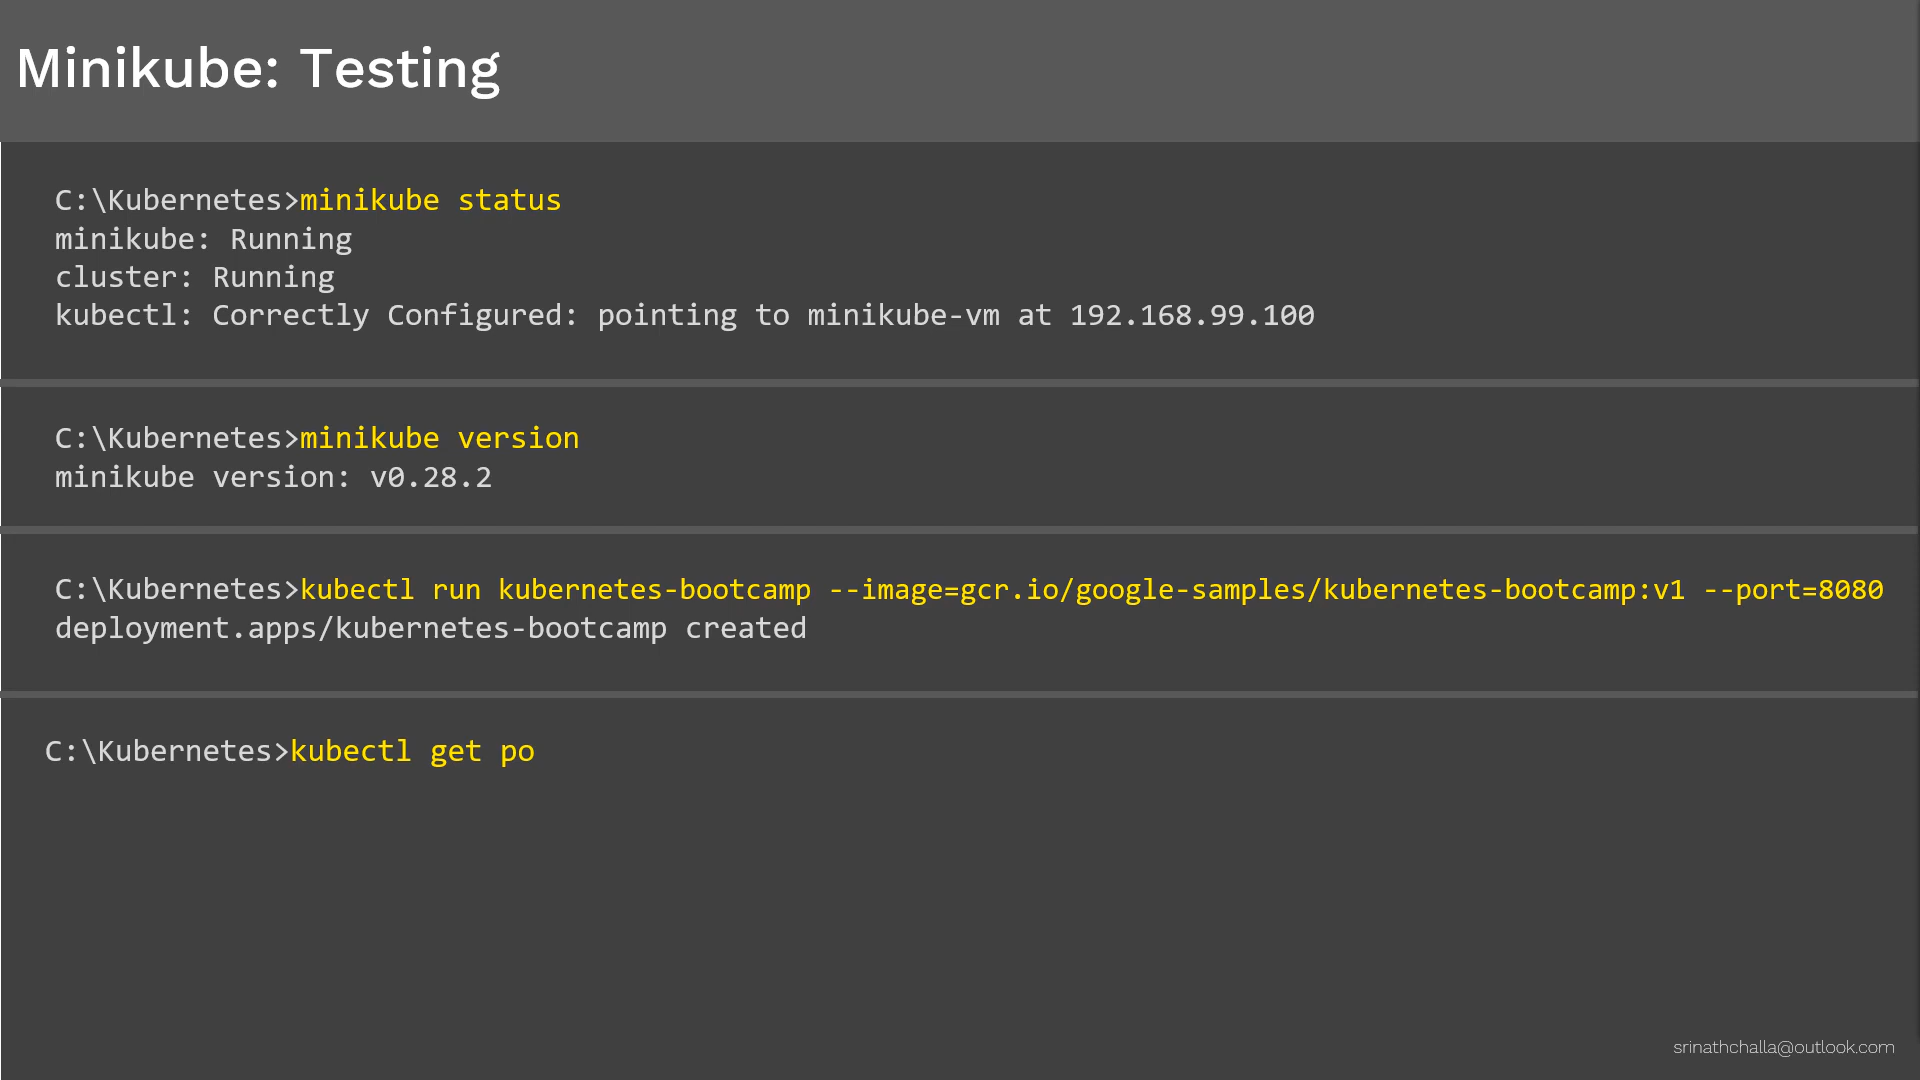 Minikube: Testing
C:\Kubernetes>minikube status
minikube: Running
cluster: Running
kubectl: Correctly Configured: pointing to minikube-vm at 192.168.99.100
C:\Kubernetes>minikube version
minikube version: v0.28.2
C:\Kubernetes>kubectl run kubernetes-bootcamp --image=gcr.io/google-samples/kubernetes-bootcamp:v1 --port=8080
deployment.apps/kubernetes-bootcamp created
C:\Kubernetes>kubectl get po
srinathchalla@outlook.com